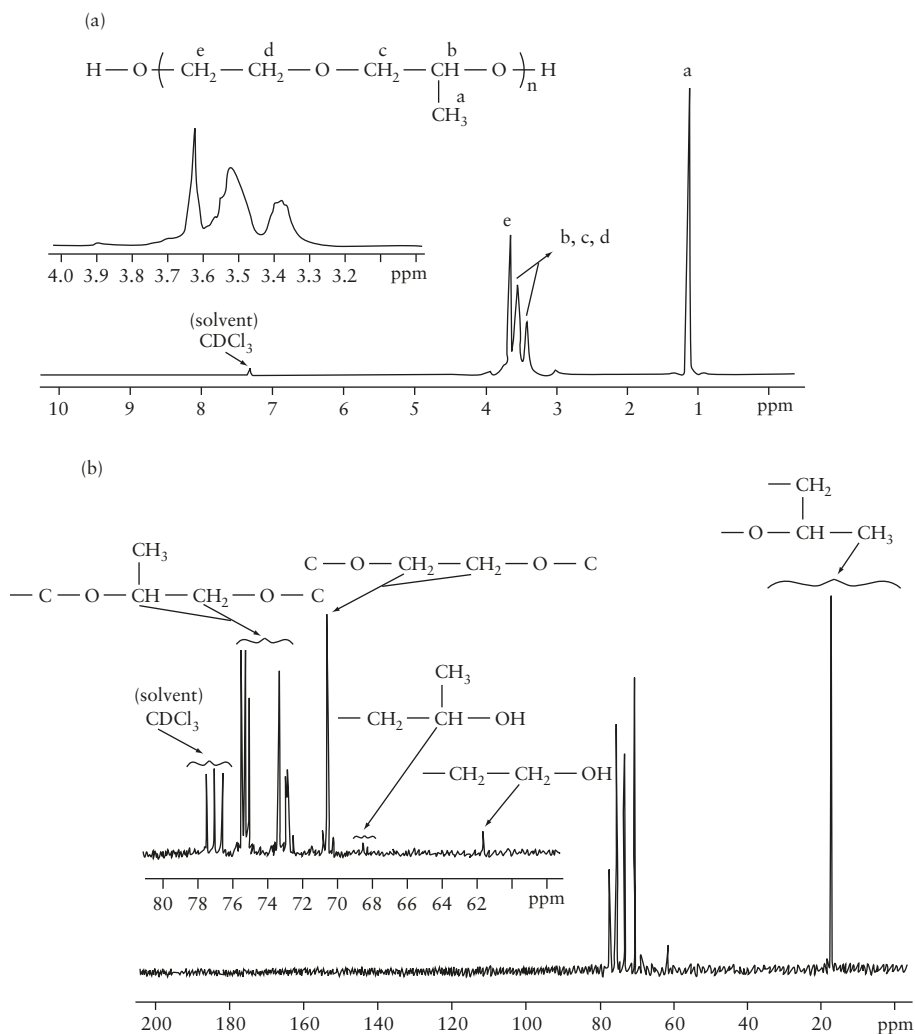 (a)
e d c b
H — O — ( CH₂ — CH₂ — O — CH₂ — CH — O — )ₙ H
a
CH₃
a
e
b, c, d
4.0 3.9 3.8 3.7 3.6 3.5 3.4 3.3 3.2 ppm
(solvent)
CDCl₃
10 9 8 7 6 5 4 3 2 1 ppm
(b)
— CH₂
— O — CH — CH₃
CH₃
— C — O — CH — CH₂ — O — C
C — O — CH₂ — CH₂ — O — C
(solvent)
CDCl₃
CH₃
— CH₂ — CH — OH
— CH₂ — CH₂ — OH
80 78 76 74 72 70 68 66 64 62 ppm
200 180 160 140 120 100 80 60 40 20 ppm